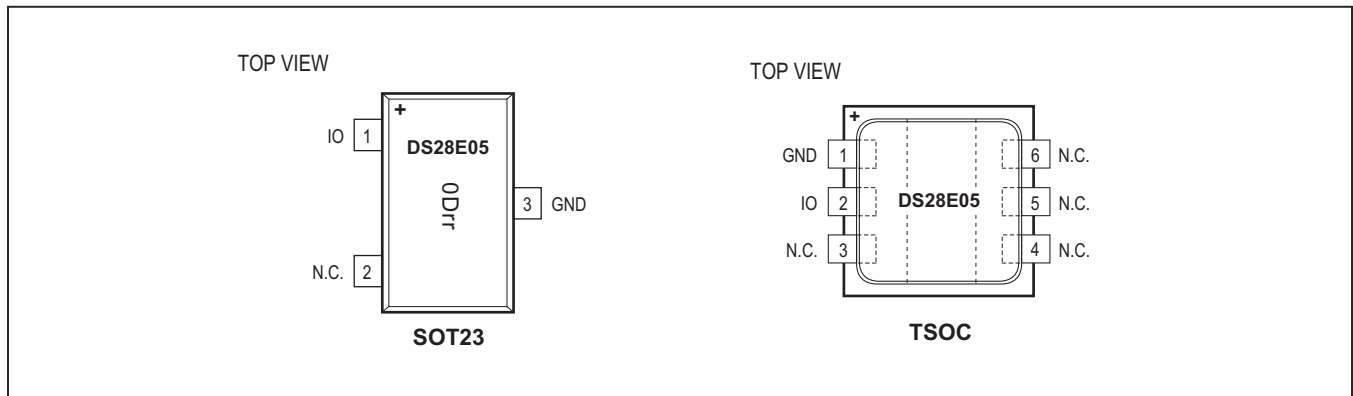 TOP VIEW
+
IO 1
DS28E05
0Drr
3 GND
N.C. 2
SOT23
TOP VIEW
+
GND 1
6 N.C.
IO 2
DS28E05
5 N.C.
N.C. 3
4 N.C.
TSOC